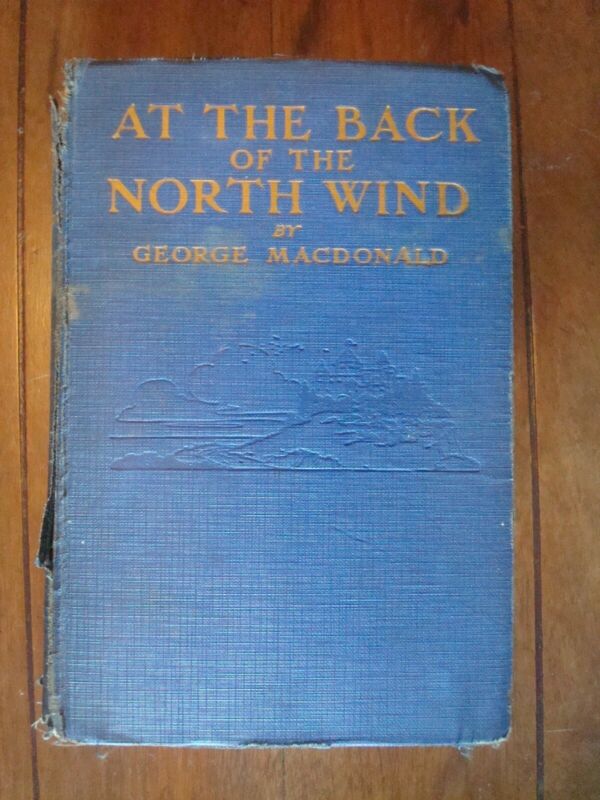 AT THE BACK
OF THE
NORTH WIND
BY
GEORGE MACDONALD